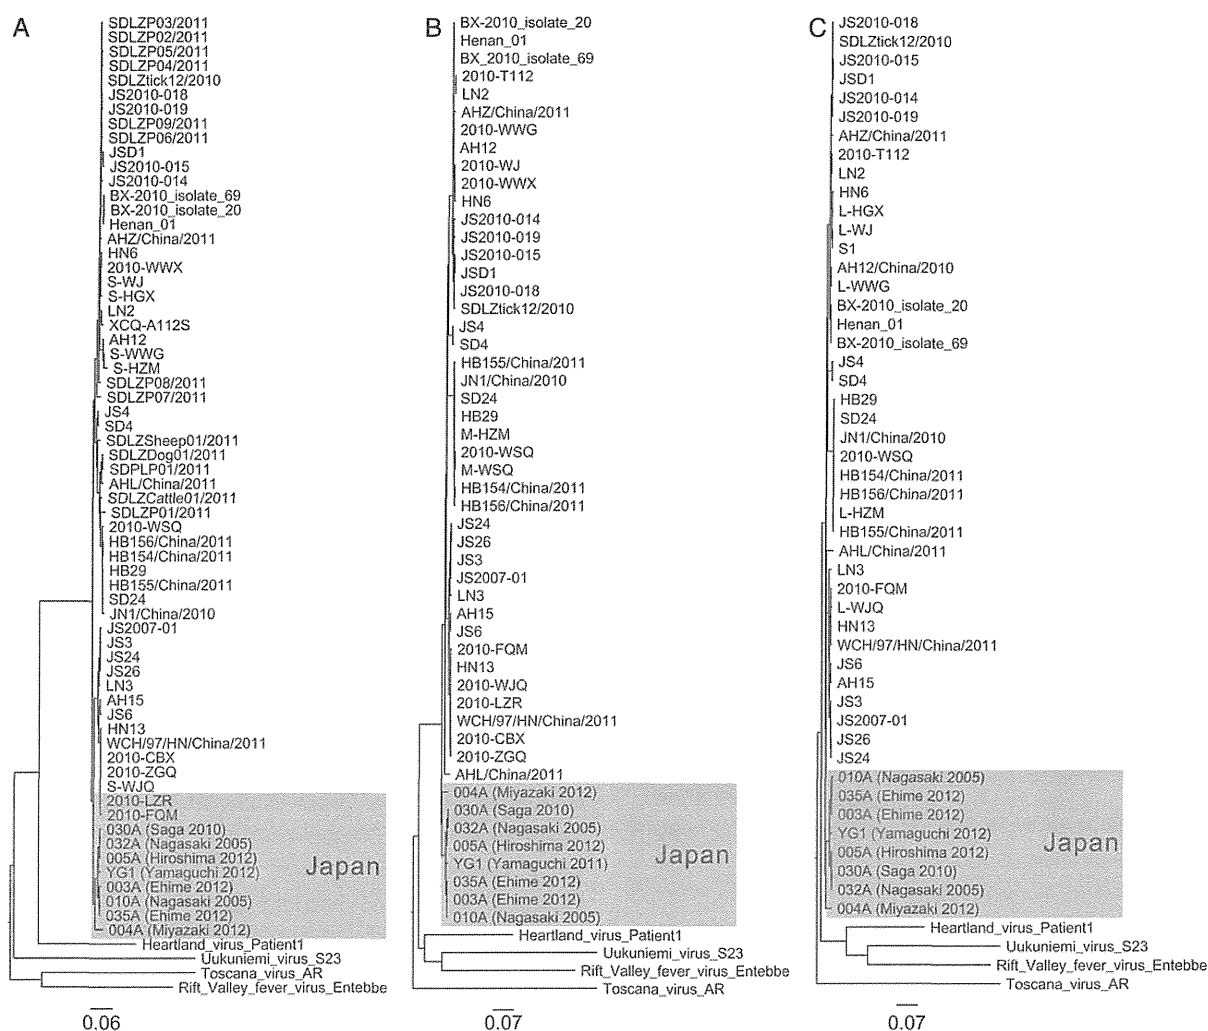 A
SDLZP03/2011
SDLZP02/2011
SDLZP05/2011
SDLZP04/2011
SDLZtick12/2010
JS2010-018
JS2010-019
SDLZP09/2011
SDLZP06/2011
JSD1
JS2010-015
JS2010-014
BX-2010_isolate_69
BX-2010_isolate_20
Henan_01
AHZ/China/2011
HN6
2010-WWX
S-WJ
S-HGX
LN2
XCQ-A112S
AH12
S-WWG
S-HZM
SDLZP08/2011
SDLZP07/2011
JS4
SD4
SDLZSheep01/2011
SDLZDog01/2011
SDPLP01/2011
AHL/China/2011
SDLZCattle01/2011
SDLZP01/2011
2010-WSQ
HB156/China/2011
HB154/China/2011
HB29
HB155/China/2011
SD24
JN1/China/2010
JS2007-01
JS3
JS24
JS26
LN3
AH15
JS6
HN13
WCH/97/HN/China/2011
2010-CBX
2010-ZGQ
S-WJQ
2010-LZR
2010-FQM
030A (Saga 2010)
032A (Nagasaki 2005)
005A (Hiroshima 2012)
YG1 (Yamaguchi 2012)
003A (Ehime 2012)
010A (Nagasaki 2005)
035A (Ehime 2012)
004A (Miyazaki 2012)
Japan
Heartland_virus_Patient1
Uukuniemi_virus_S23
Toscana_virus_AR
Rift_Valley_fever_virus_Entebbe
0.06
B
BX-2010_isolate_20
Henan_01
BX_2010_isolate_69
2010-T112
LN2
AHZ/China/2011
2010-WWG
AH12
2010-WJ
2010-WWX
HN6
JS2010-014
JS2010-019
JS2010-015
JSD1
JS2010-018
SDLZtick12/2010
JS4
SD4
HB155/China/2011
JN1/China/2010
SD24
HB29
M-HZM
2010-WSQ
M-WSQ
HB154/China/2011
HB156/China/2011
JS24
JS26
JS3
JS2007-01
LN3
AH15
JS6
2010-FQM
HN13
2010-WJQ
2010-LZR
WCH/97/HN/China/2011
2010-CBX
2010-ZGQ
AHL/China/2011
004A (Miyazaki 2012)
030A (Saga 2010)
032A (Nagasaki 2005)
005A (Hiroshima 2012)
YG1 (Yamaguchi 2011)
035A (Ehime 2012)
003A (Ehime 2012)
010A (Nagasaki 2005)
Japan
Heartland_virus_Patient1
Uukuniemi_virus_S23
Rift_Valley_fever_virus_Entebbe
Toscana_virus_AR
0.07
C
JS2010-018
SDLZtick12/2010
JS2010-015
JSD1
JS2010-014
JS2010-019
AHZ/China/2011
2010-T112
LN2
HN6
L-HGX
L-WJ
S1
AH12/China/2010
L-WWG
BX-2010_isolate_20
Henan_01
BX-2010_isolate_69
JS4
SD4
HB29
SD24
JN1/China/2010
2010-WSQ
HB154/China/2011
HB156/China/2011
L-HZM
HB155/China/2011
AHL/China/2011
LN3
2010-FQM
L-WJQ
HN13
WCH/97/HN/China/2011
JS6
AH15
JS3
JS2007-01
JS26
JS24
010A (Nagasaki 2005)
035A (Ehime 2012)
003A (Ehime 2012)
YG1 (Yamaguchi 2012)
005A (Hiroshima 2012)
030A (Saga 2010)
032A (Nagasaki 2005)
004A (Miyazaki 2012)
Japan
Heartland_virus_Patient1
Uukuniemi_virus_S23
Rift_Valley_fever_virus_Entebbe
Toscana_virus_AR
0.07